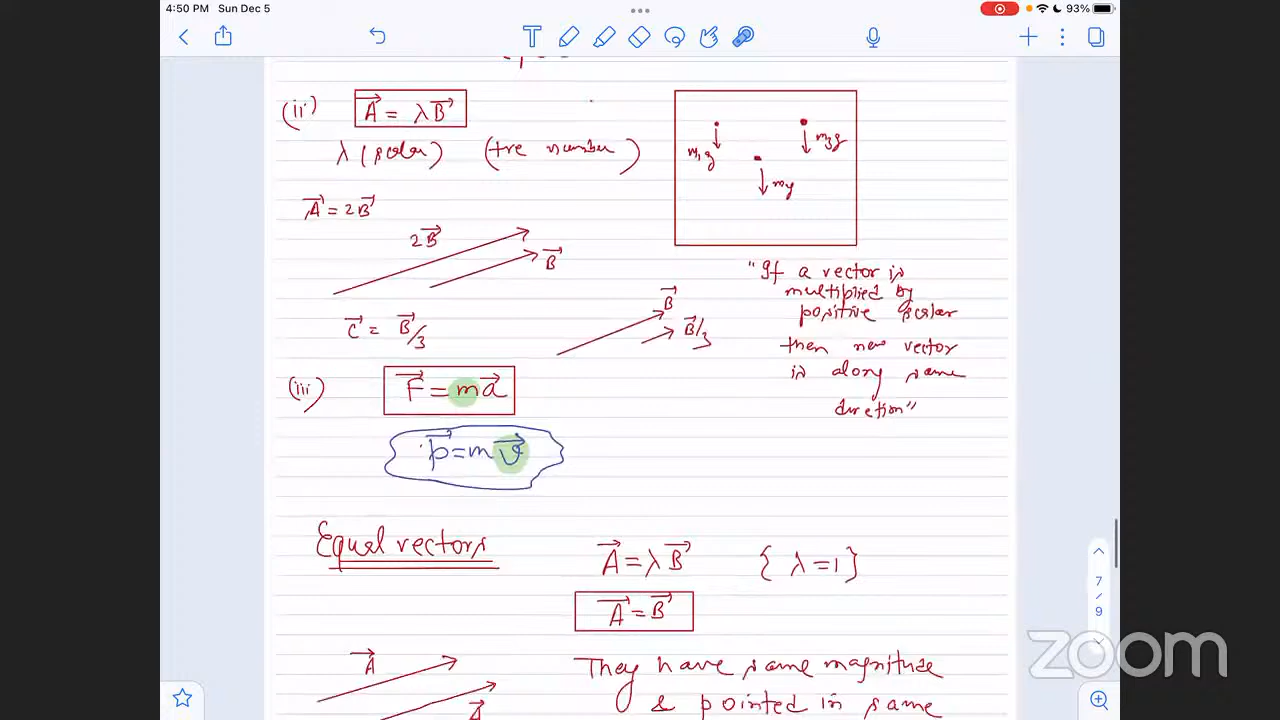 4:50 PM Sun Dec 5
93%
(ii) A⃗ = λB⃗
λ (scalar) (+ve number)
m₁g
m₃g
mg
A⃗ = 2B⃗
2B⃗
B⃗
C⃗ = B⃗/3
B⃗
B⃗/3
"If a vector is
multiplied by
positive scalar
then new vector
is along same
direction"
(iii) F⃗ = ma⃗
p⃗ = mv⃗
Equal vectors
A⃗ = λB⃗ {λ = 1}
A⃗ = B⃗
A⃗
They have same magnitude
& pointed in same
7
/
9
zoom